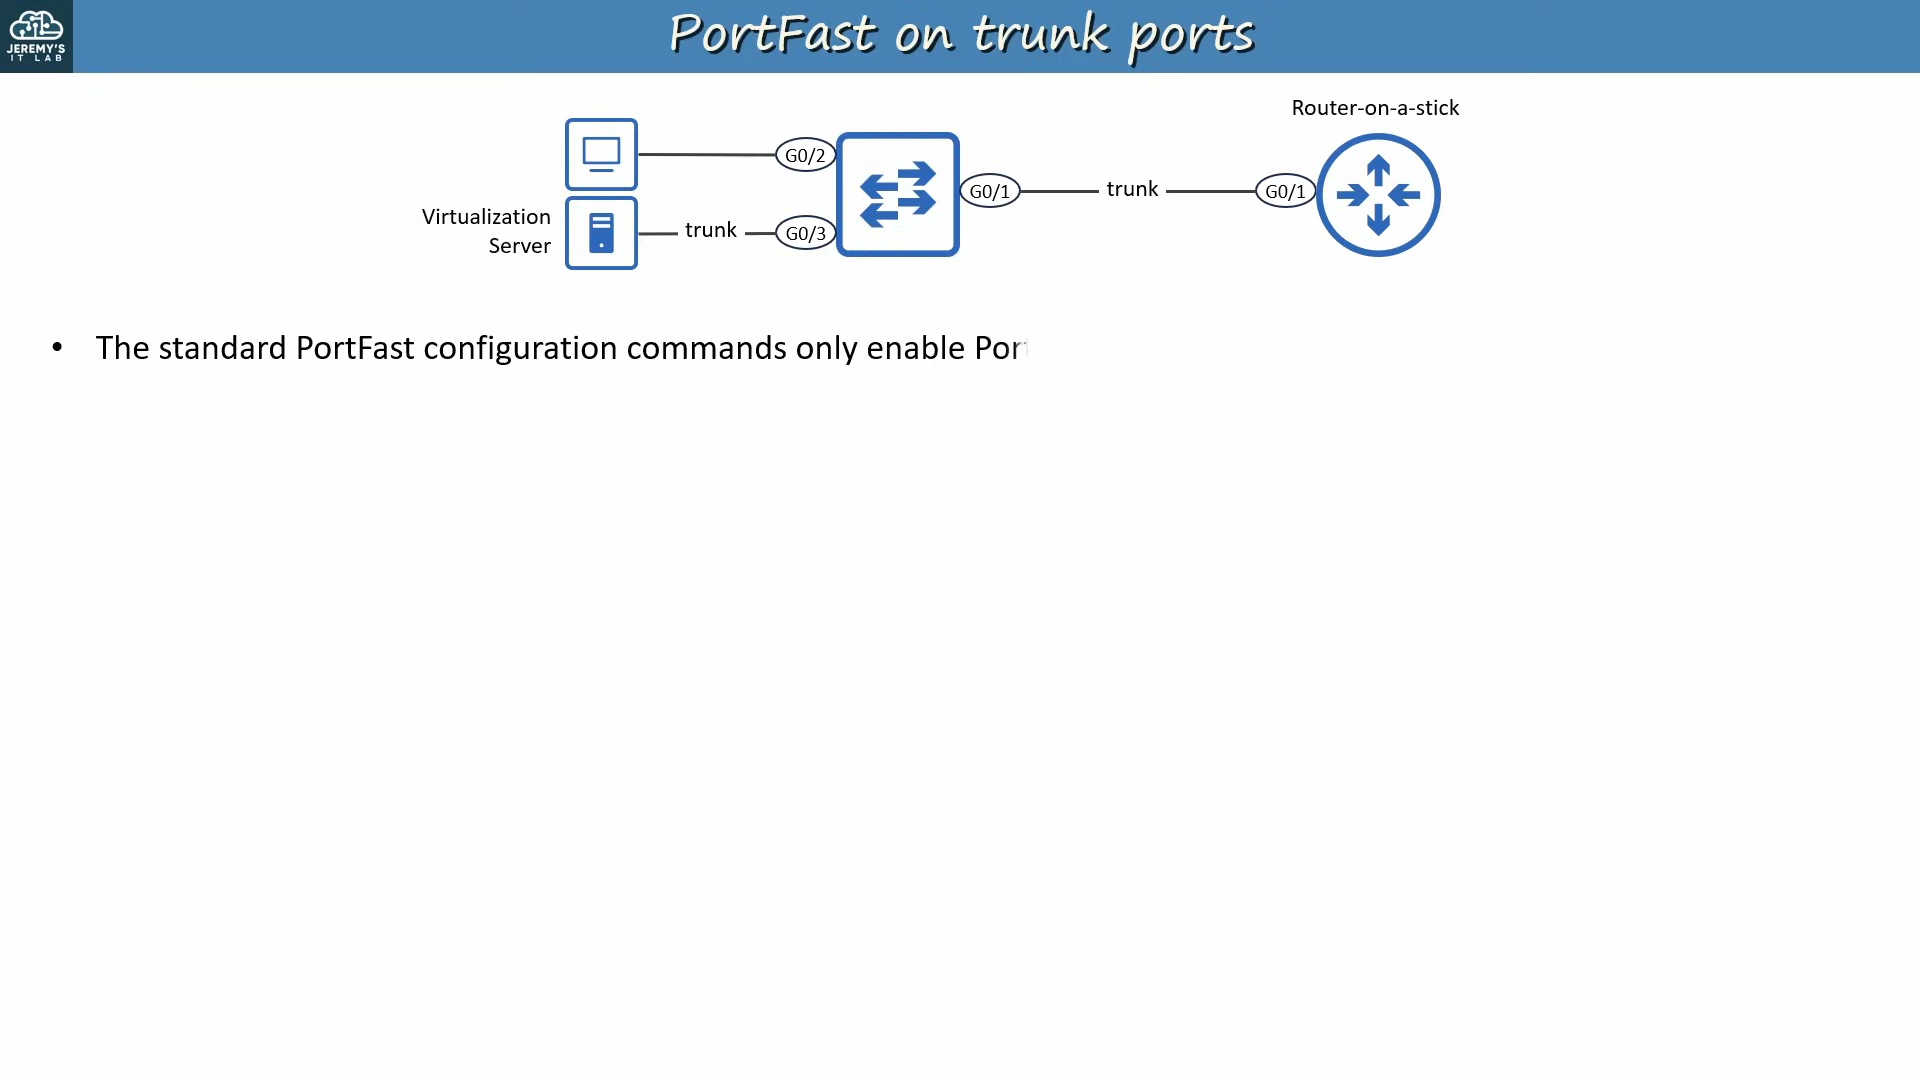 JEREMY'S
IT LAB
PortFast on trunk ports
Router-on-a-stick
G0/2
G0/1
trunk
G0/1
Virtualization
Server
trunk
G0/3
• The standard PortFast configuration commands only enable Por